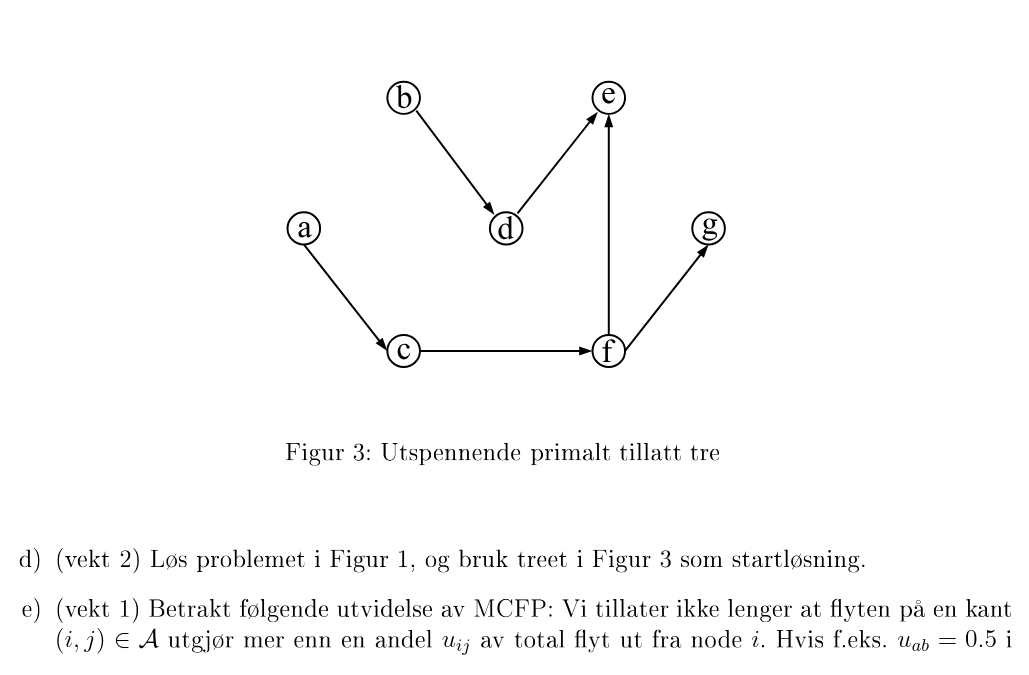 b
e
a
d
g
c
f
Figur 3: Utspennende primalt tillatt tre
d) (vekt 2) Løs problemet i Figur 1, og bruk treet i Figur 3 som startløsning.
e) (vekt 1) Betrakt følgende utvidelse av MCFP: Vi tillater ikke lenger at flyten på en kant
(i, j) ∈ 𝒜 utgjør mer enn en andel u_{ij} av total flyt ut fra node i. Hvis f.eks. u_{ab} = 0.5 i